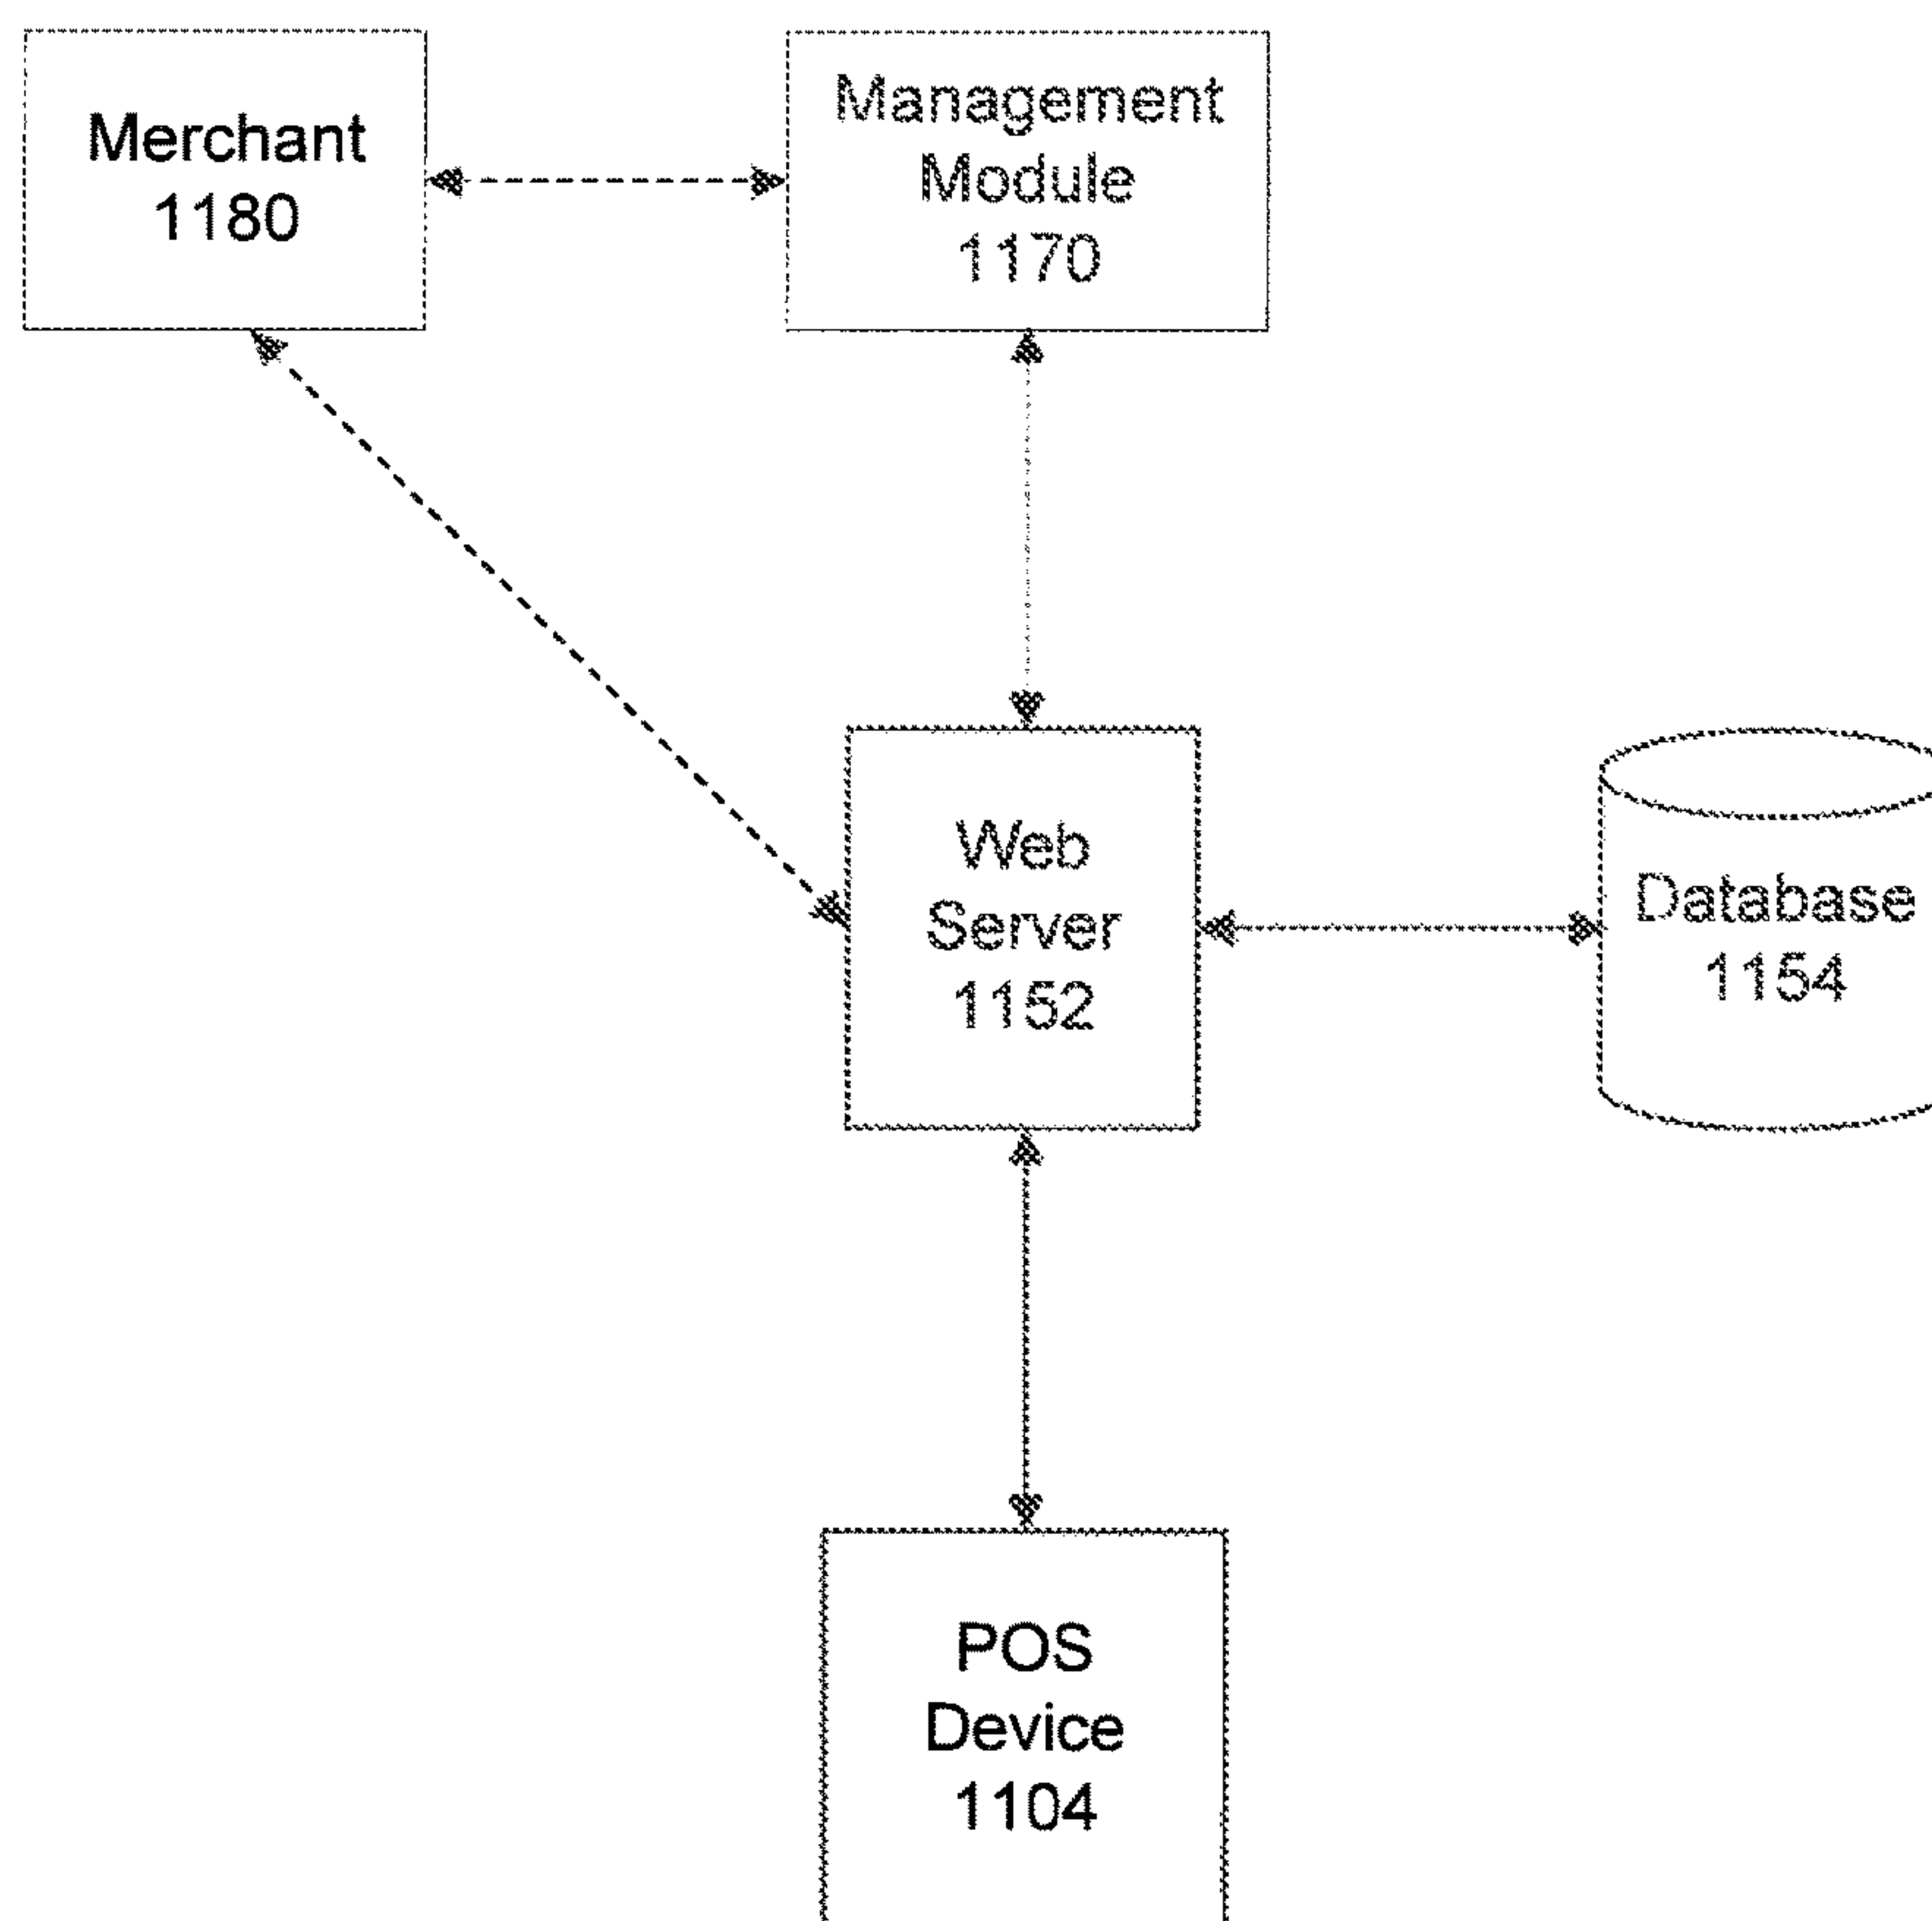 Merchant
1180
Management
Module
1170
Web
Server
1152
Database
1154
POS
Device
1104